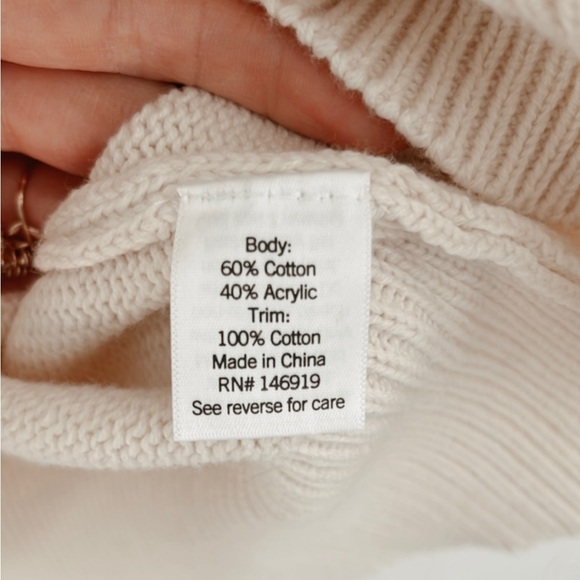 Body:
60% Cotton
40% Acrylic
Trim:
100% Cotton
Made in China
RN# 146919
See reverse for care